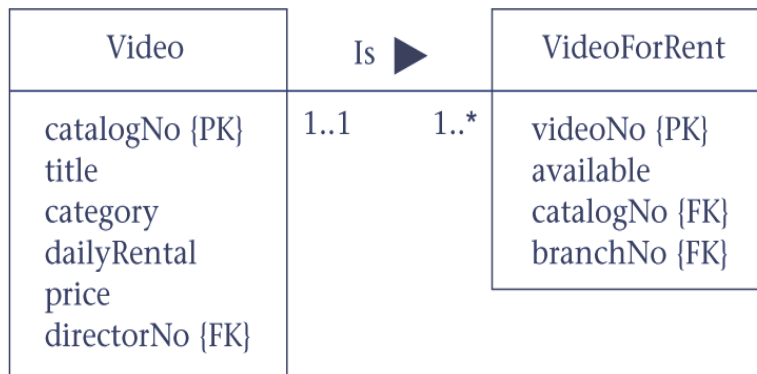 Video
catalogNo {PK}
title
category
dailyRental
price
directorNo {FK}
Is
1..1
1..*
VideoForRent
videoNo {PK}
available
catalogNo {FK}
branchNo {FK}